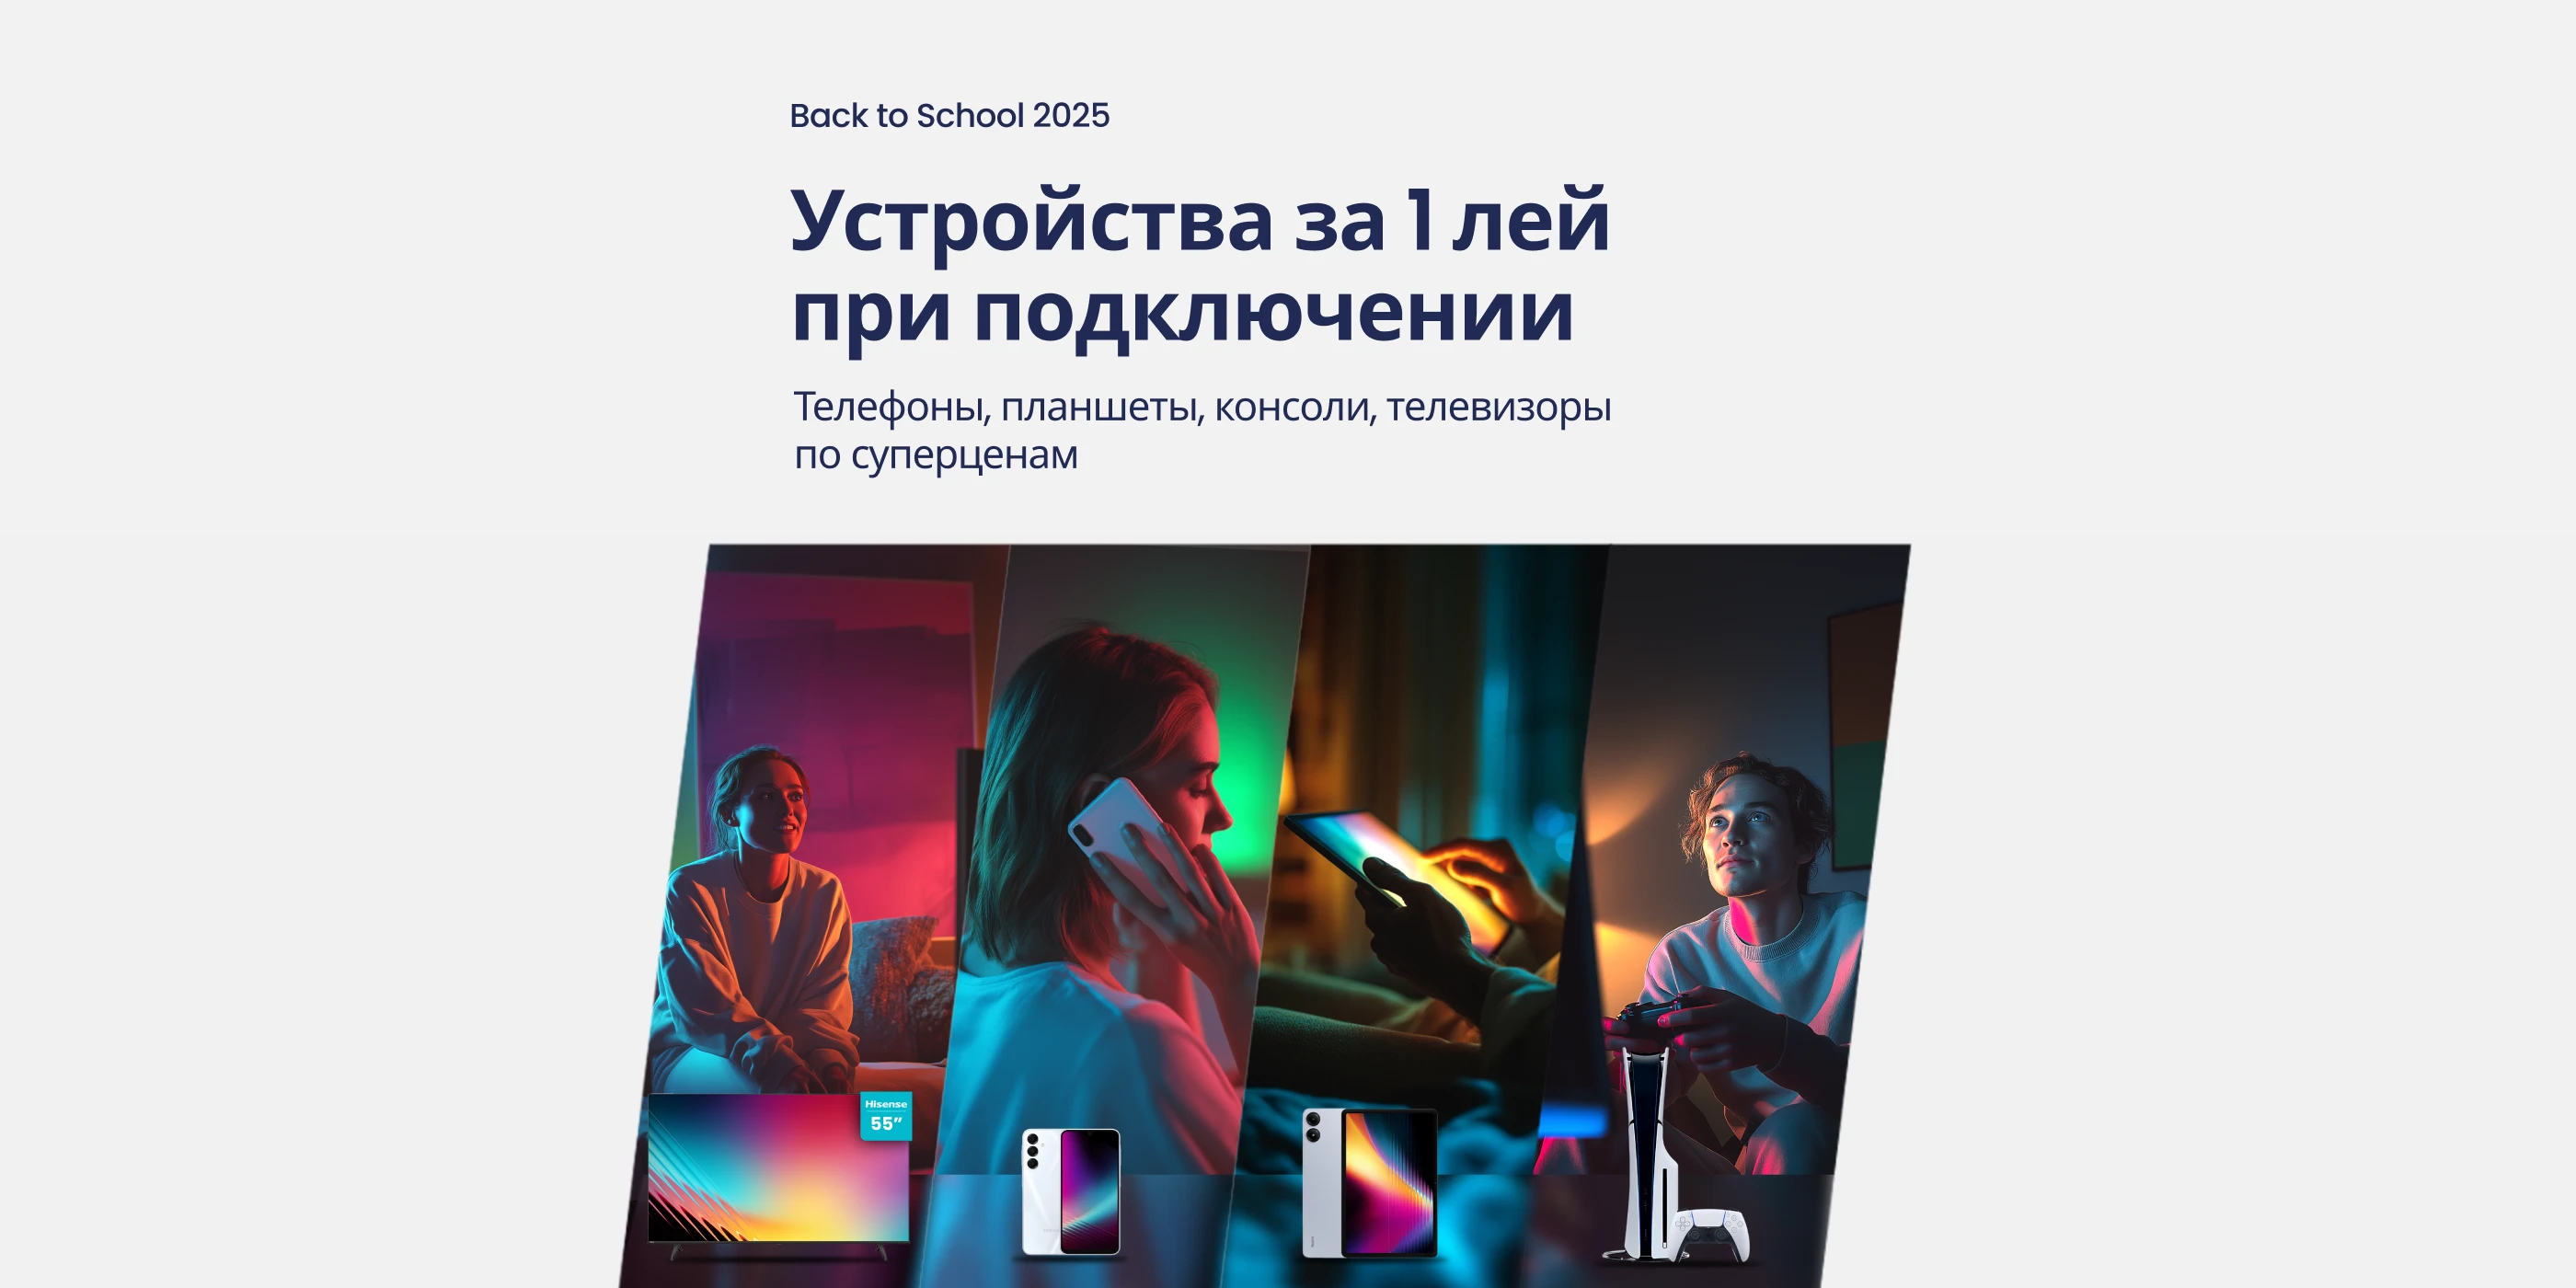 Back to School 2025
Устройства за 1 лей
при подключении
Телефоны, планшеты, консоли, телевизоры
по суперценам
Hisense
55”